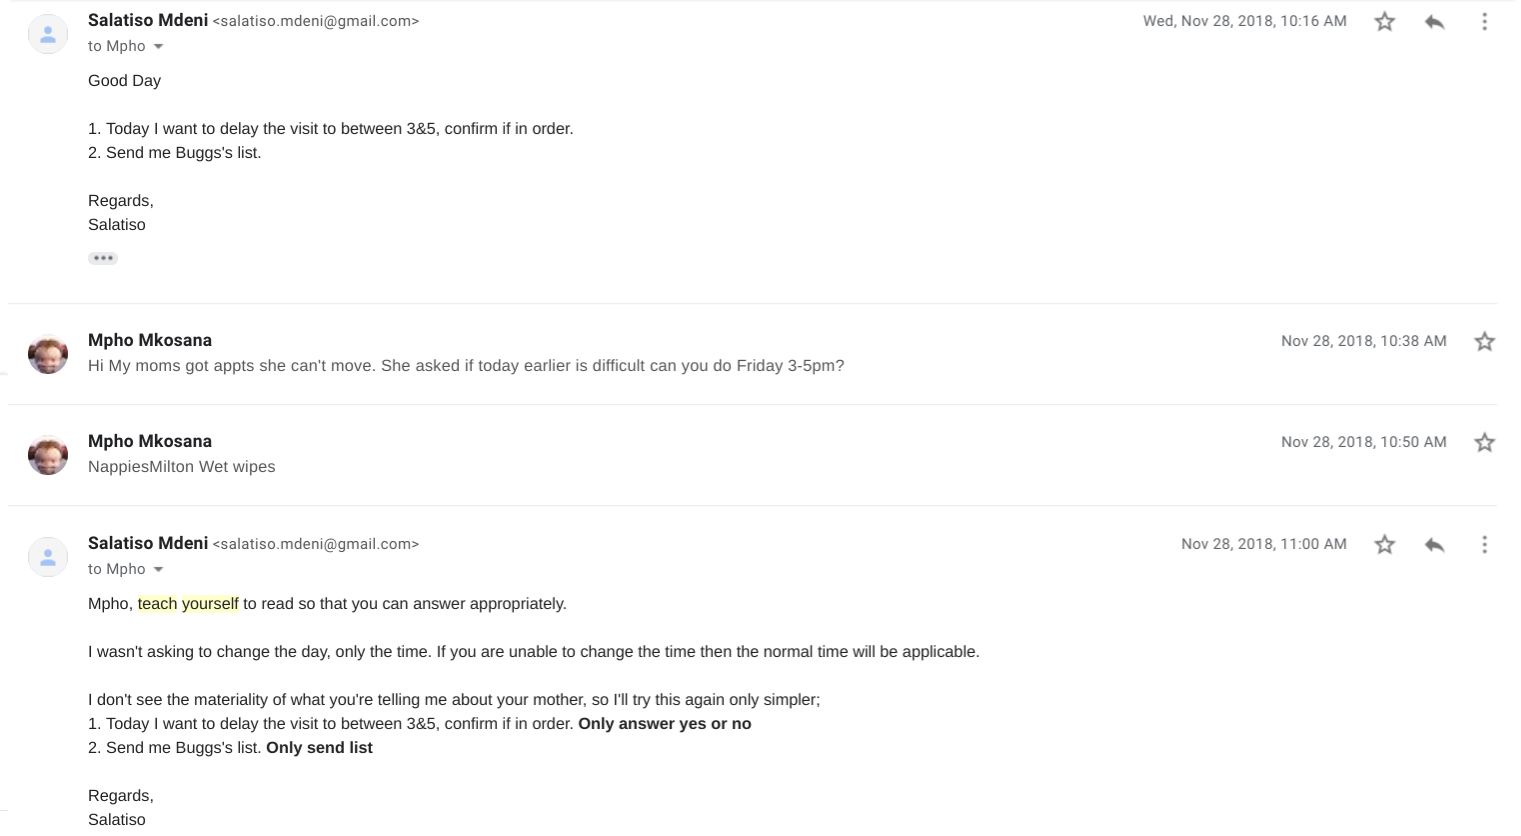 Salatiso Mdeni <salatiso.mdeni@gmail.com> Wed, Nov 28, 2018, 10:16 AM
to Mpho
Good Day
1. Today I want to delay the visit to between 3&5, confirm if in order.
2. Send me Buggs's list.
Regards,
Salatiso
Mpho Mkosana Nov 28, 2018, 10:38 AM
Hi My moms got appts she can't move. She asked if today earlier is difficult can you do Friday 3-5pm?
Mpho Mkosana Nov 28, 2018, 10:50 AM
NappiesMilton Wet wipes
Salatiso Mdeni <salatiso.mdeni@gmail.com> Nov 28, 2018, 11:00 AM
to Mpho
Mpho, teach yourself to read so that you can answer appropriately.
I wasn't asking to change the day, only the time. If you are unable to change the time then the normal time will be applicable.
I don't see the materiality of what you're telling me about your mother, so I'll try this again only simpler;
1. Today I want to delay the visit to between 3&5, confirm if in order. Only answer yes or no
2. Send me Buggs's list. Only send list
Regards,
Salatiso